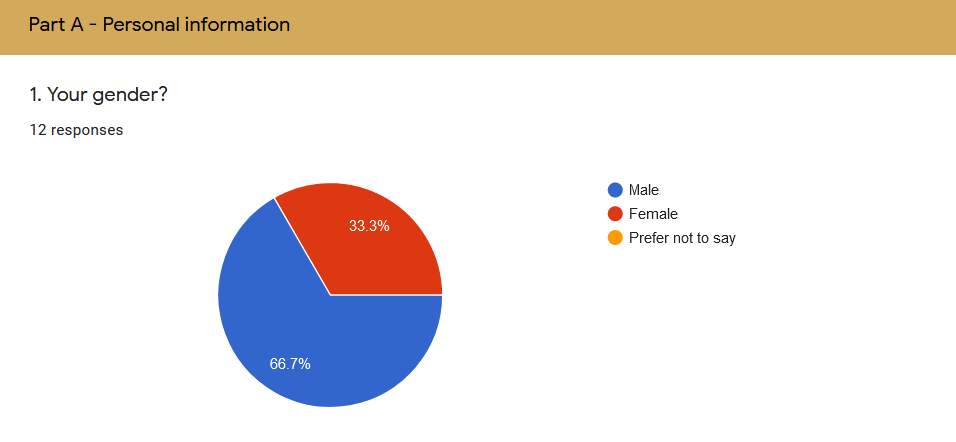 Part A - Personal information
1. Your gender?
12 responses
33.3%
66.7%
Male
Female
Prefer not to say